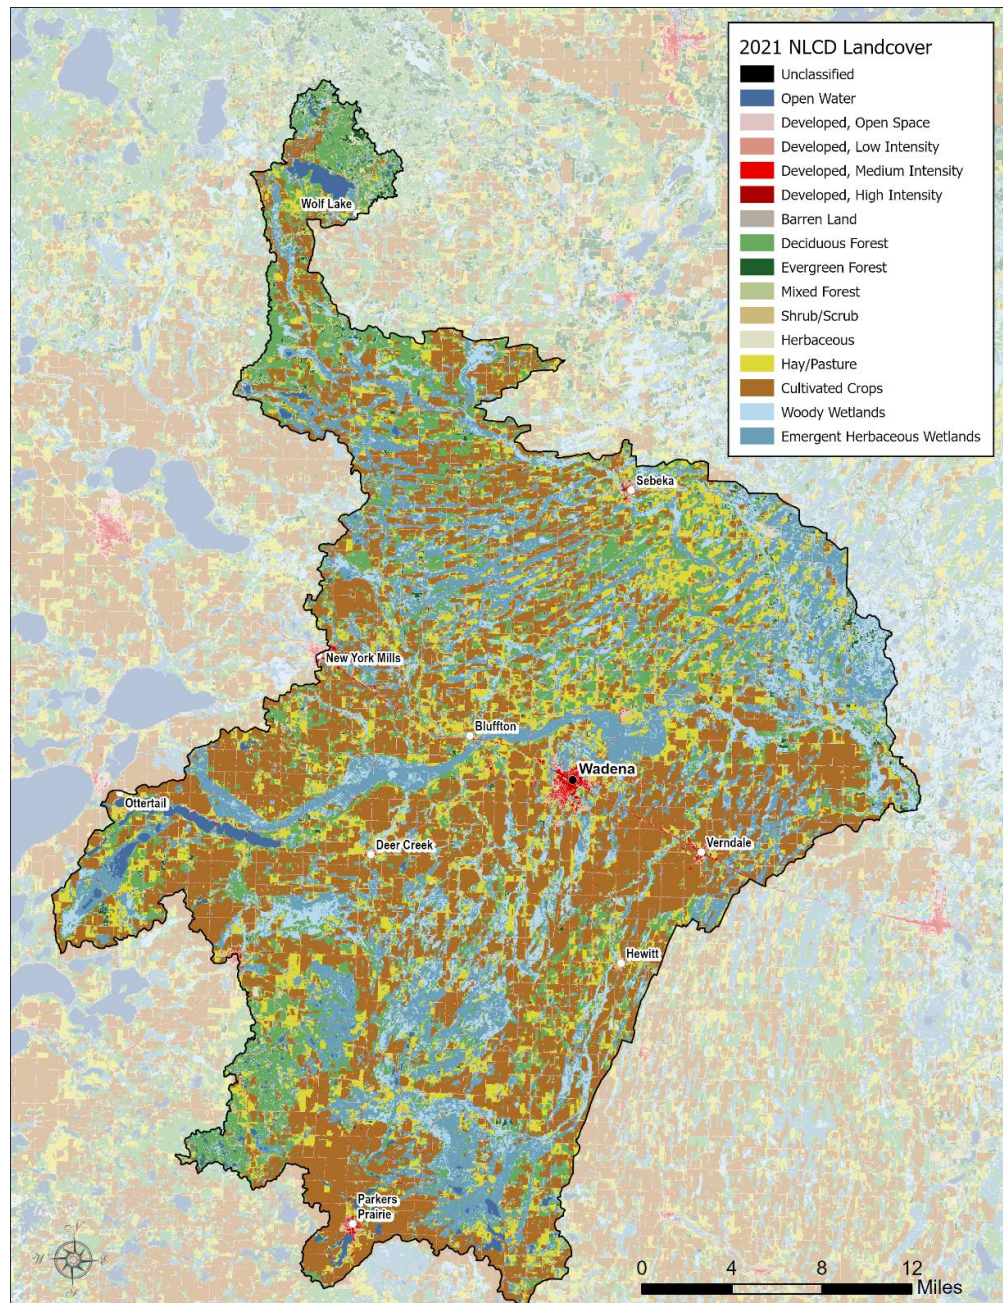 2021 NLCD Landcover
Unclassified
Open Water
Developed, Open Space
Developed, Low Intensity
Developed, Medium Intensity
Developed, High Intensity
Barren Land
Deciduous Forest
Evergreen Forest
Mixed Forest
Shrub/Scrub
Herbaceous
Hay/Pasture
Cultivated Crops
Woody Wetlands
Emergent Herbaceous Wetlands
Wolf Lake
Sebeka
New York Mills
Bluffton
Wadena
Ottertail
Deer Creek
Verndale
Hewitt
Parkers
Prairie
N
W E
S
0 4 8 12
Miles